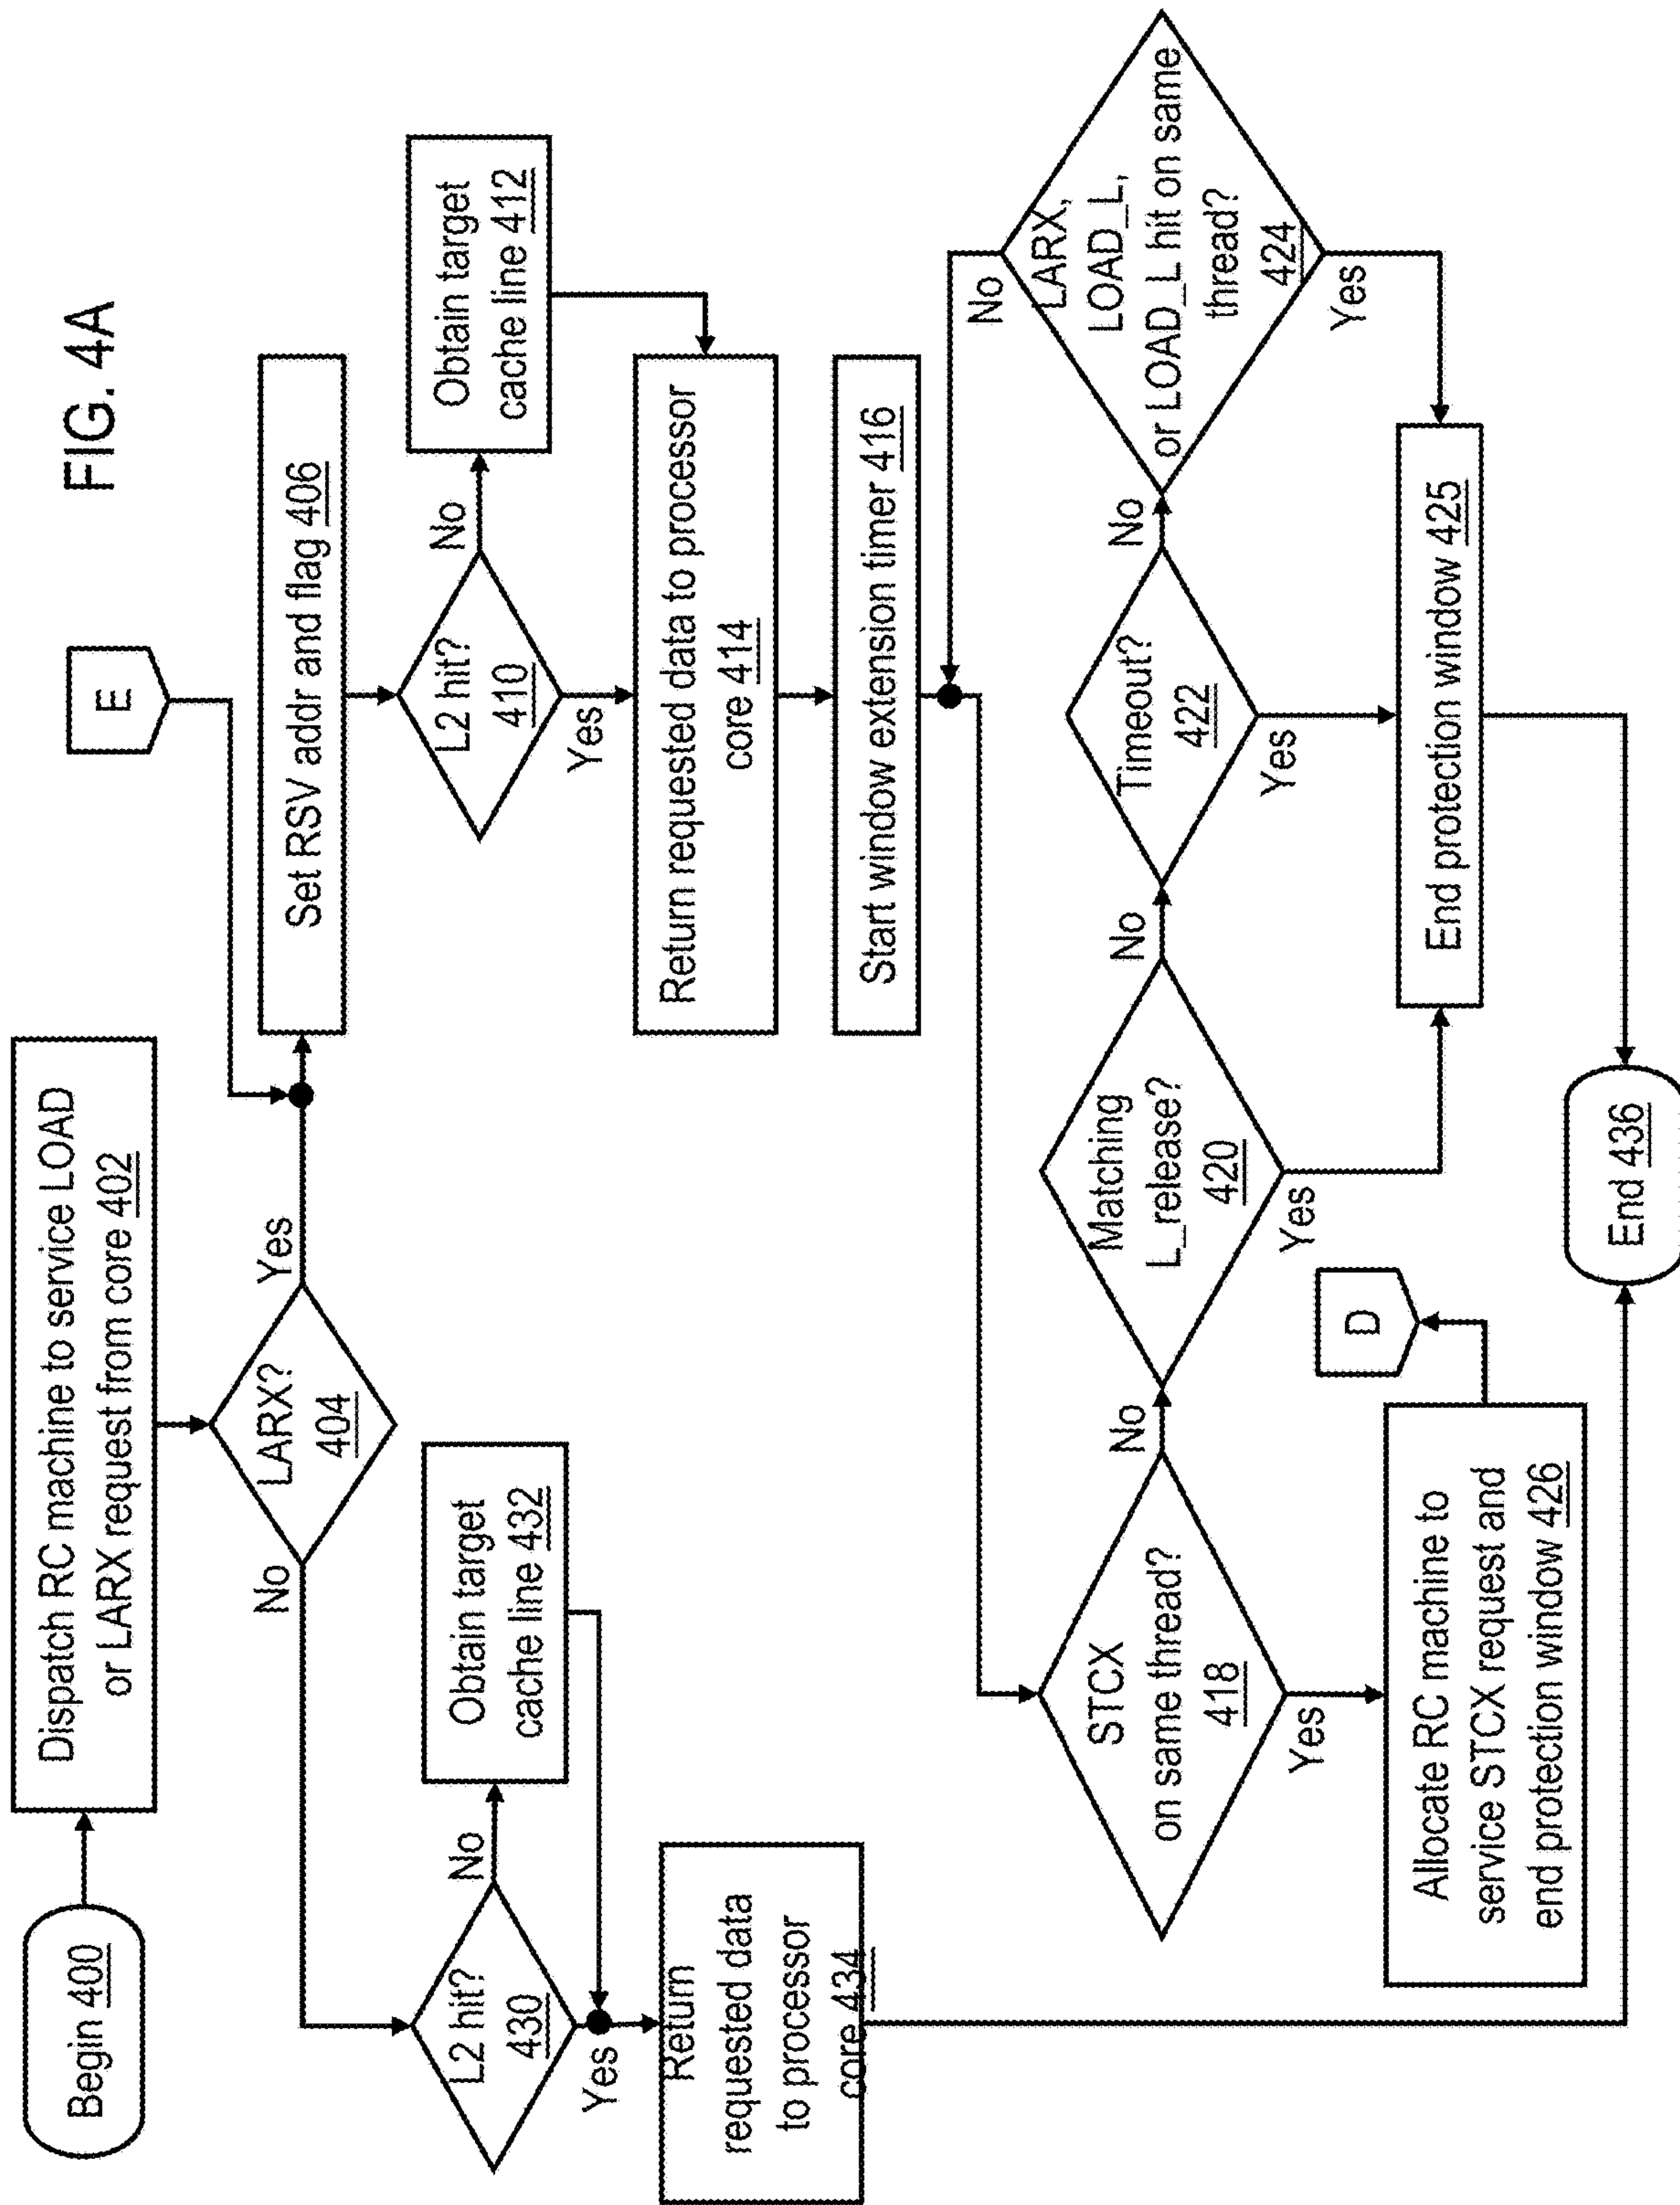 FIG. 4A
Begin 400
Dispatch RC machine to service LOAD
or LARX request from core 402
E
LARX?
404
Yes
No
Set RSV addr and flag 406
L2 hit?
410
No
Yes
Obtain target
cache line 412
Return requested data to processor
core 414
Start window extension timer 416
L2 hit?
430
No
Yes
Obtain target
cache line 432
Return
requested data
to processor
core 434
STCX
on same thread?
418
No
Yes
Matching
L_release?
420
No
Yes
Timeout?
422
No
Yes
LARX,
LOAD_L,
or LOAD_L hit on same
thread?
424
No
Yes
Allocate RC machine to
service STCX request and
end protection window 426
D
End protection window 425
End 436